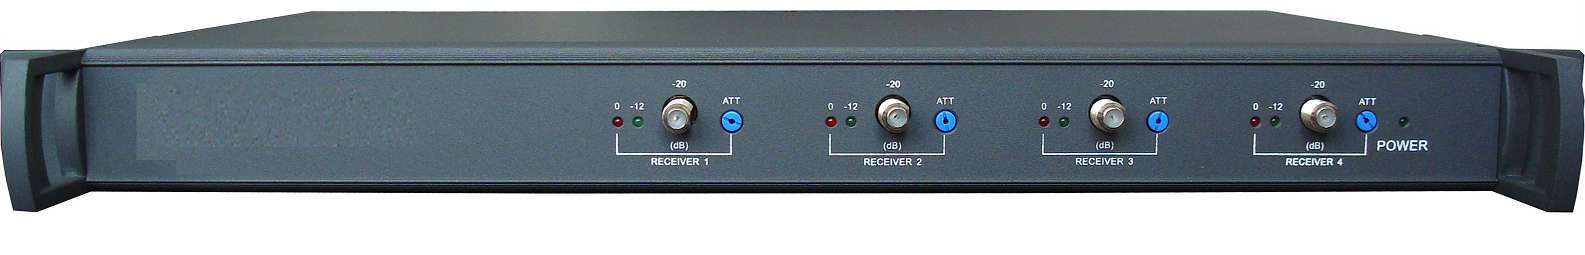 -20
0 -12 ATT
(dB)
RECEIVER 1
-20
0 -12 ATT
(dB)
RECEIVER 2
-20
0 -12 ATT
(dB)
RECEIVER 3
-20
0 -12 ATT
(dB)
RECEIVER 4
POWER